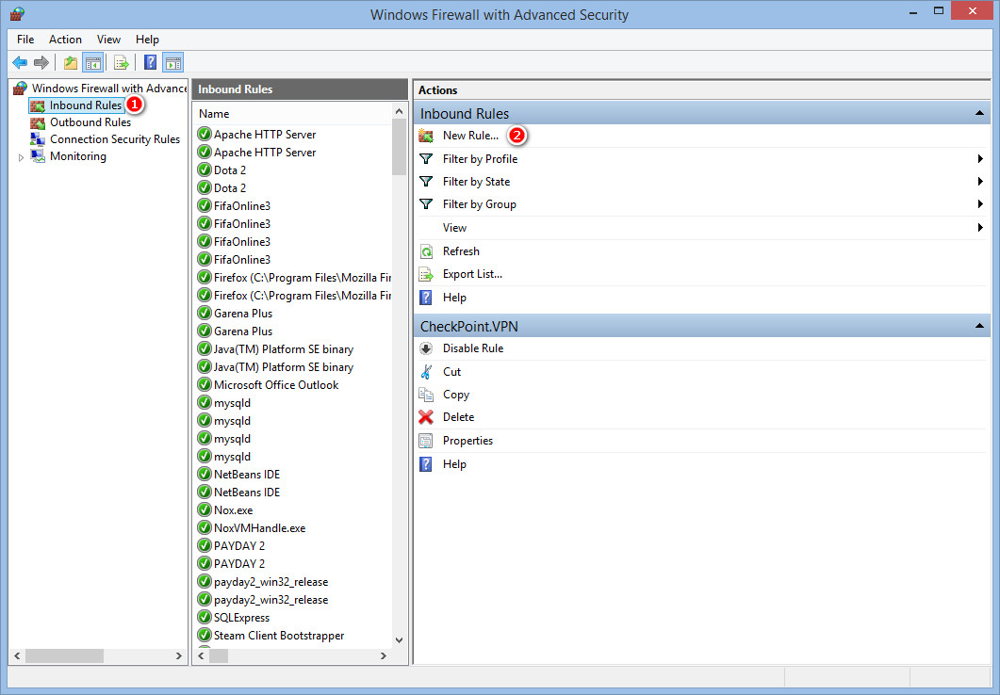 Windows Firewall with Advanced Security
File Action View Help
Windows Firewall with Advance
Inbound Rules 1
Outbound Rules
Connection Security Rules
Monitoring
Inbound Rules
Name
Apache HTTP Server
Apache HTTP Server
Dota 2
Dota 2
FifaOnline3
FifaOnline3
FifaOnline3
FifaOnline3
Firefox (C:\Program Files\Mozilla Fir
Firefox (C:\Program Files\Mozilla Fir
Garena Plus
Garena Plus
Java(TM) Platform SE binary
Java(TM) Platform SE binary
Microsoft Office Outlook
mysqld
mysqld
mysqld
mysqld
NetBeans IDE
NetBeans IDE
Nox.exe
NoxVMHandle.exe
PAYDAY 2
PAYDAY 2
payday2_win32_release
payday2_win32_release
SQLExpress
Steam Client Bootstrapper
Actions
Inbound Rules
New Rule... 2
Filter by Profile
Filter by State
Filter by Group
View
Refresh
Export List...
Help
CheckPoint.VPN
Disable Rule
Cut
Copy
Delete
Properties
Help